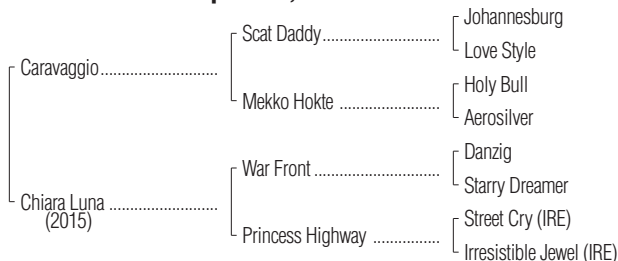 Johannesburg
Scat Daddy
Love Style
Caravaggio
Holy Bull
Mekko Hokte
Aerosilver
Danzig
War Front
Starry Dreamer
Chiara Luna
(2015)
Street Cry (IRE)
Princess Highway
Irresistible Jewel (IRE)